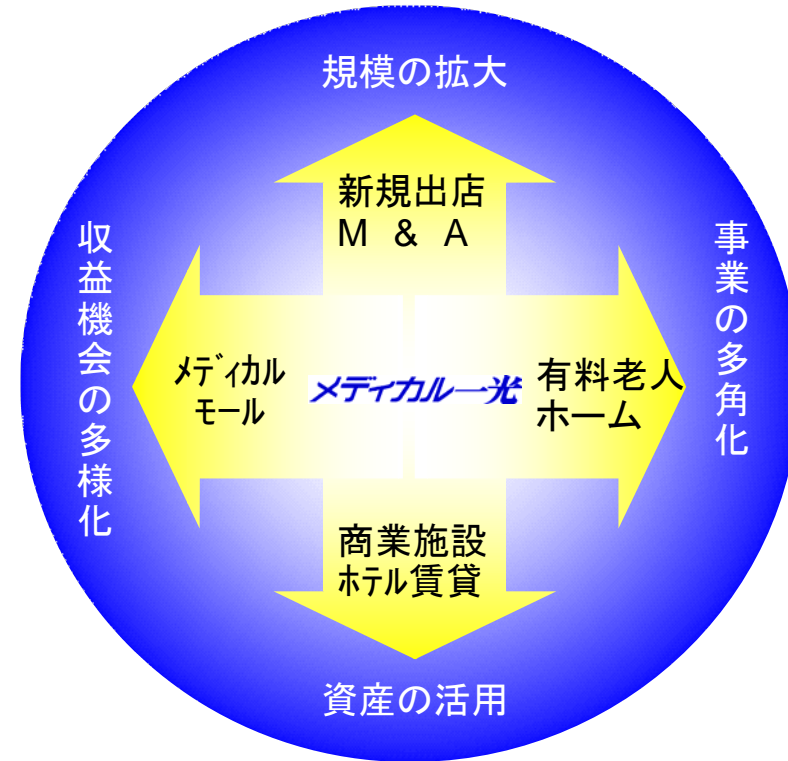 規模の拡大
新規出店
M & A
収益機会の多様化
メディカル
モール
メディカル一光
有料老人
ホーム
事業の多角化
商業施設
ホテル賃貸
資産の活用